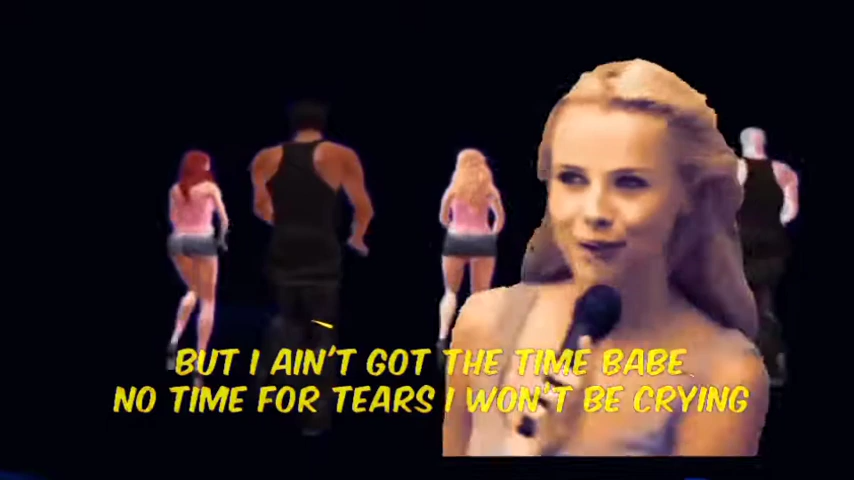 BUT I AIN'T GOT THE TIME BABE
NO TIME FOR TEARS I WON'T BE CRYING